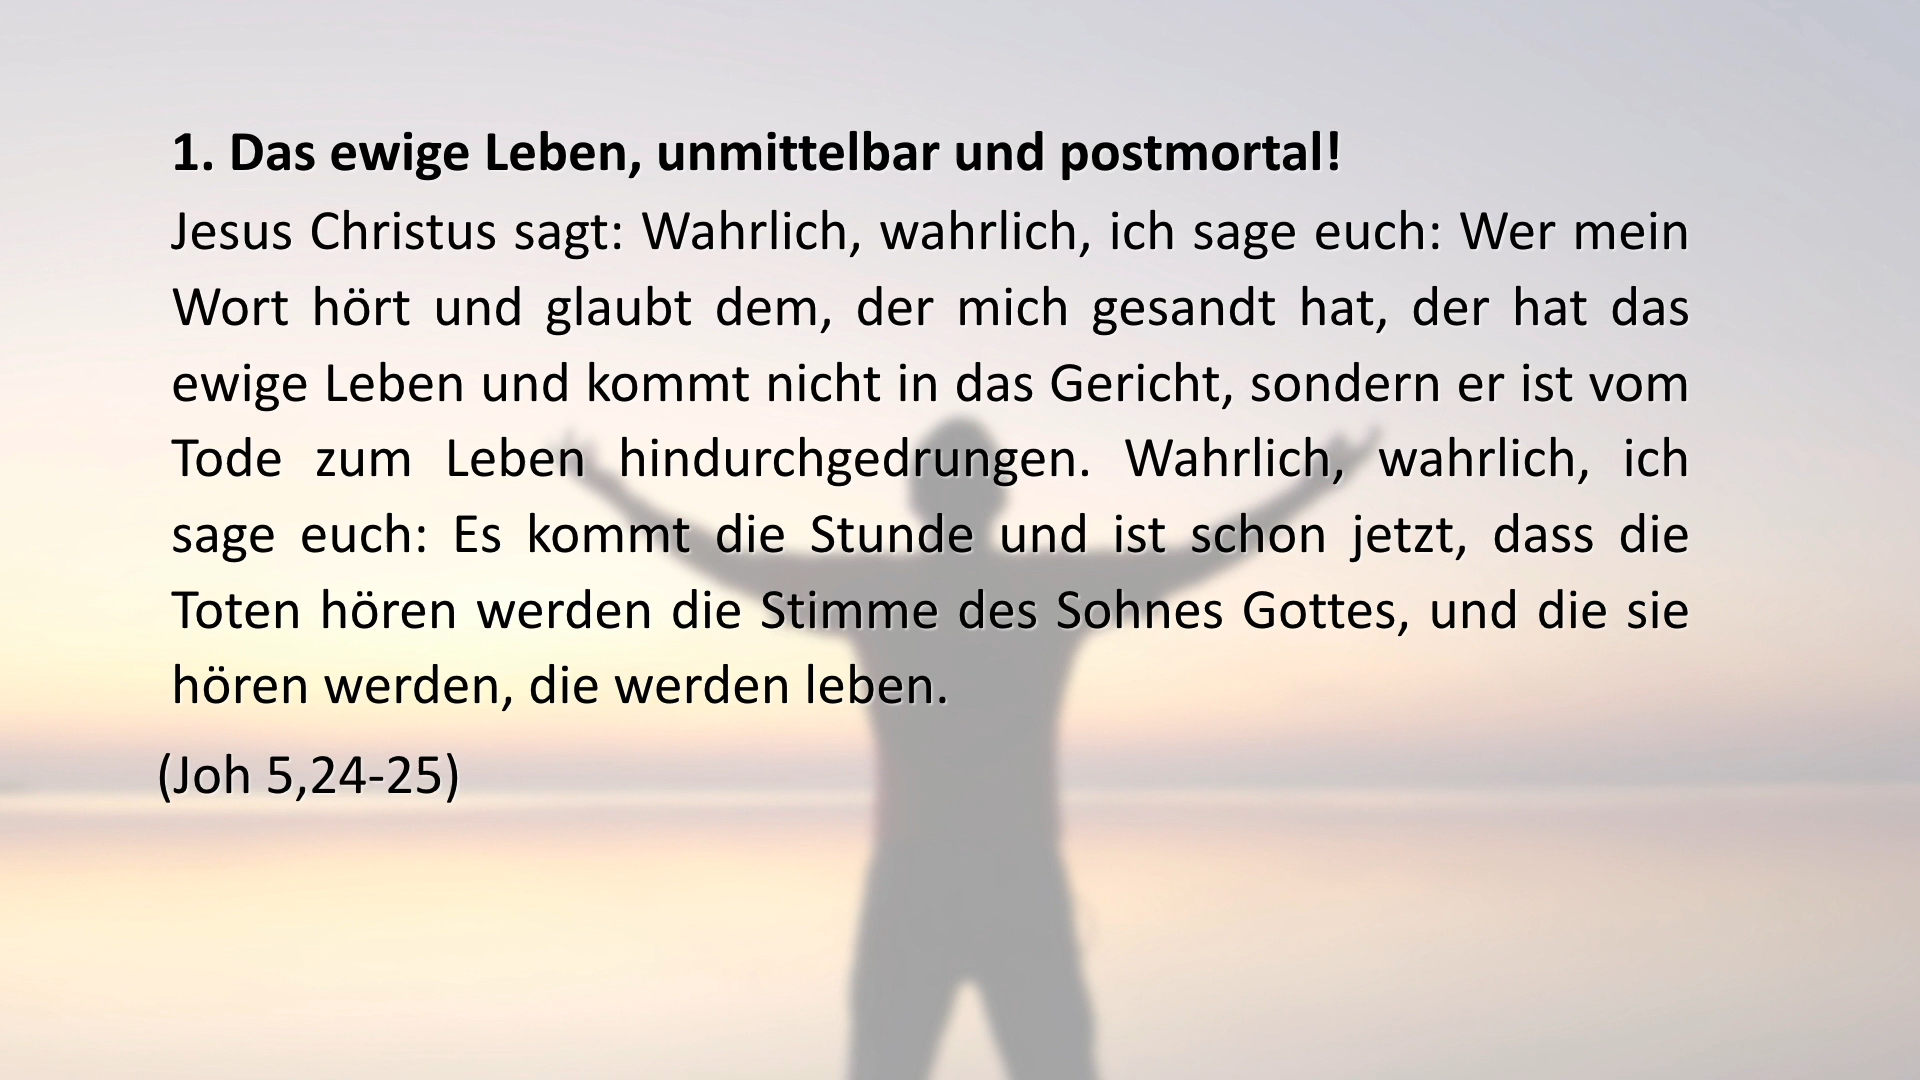 1. Das ewige Leben, unmittelbar und postmortal!
Jesus Christus sagt: Wahrlich, wahrlich, ich sage euch: Wer mein
Wort hört und glaubt dem, der mich gesandt hat, der hat das
ewige Leben und kommt nicht in das Gericht, sondern er ist vom
Tode zum Leben hindurchgedrungen. Wahrlich, wahrlich, ich
sage euch: Es kommt die Stunde und ist schon jetzt, dass die
Toten hören werden die Stimme des Sohnes Gottes, und die sie
hören werden, die werden leben.
(Joh 5,24-25)